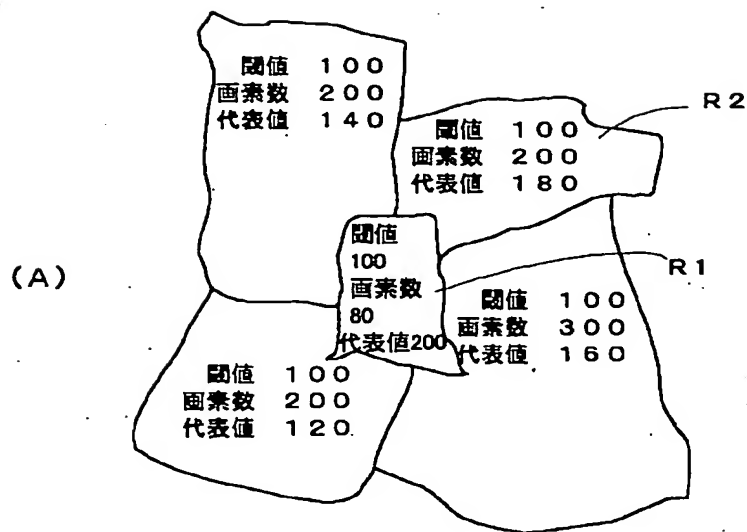 閾値 100
画素数 200
代表値 140
R2
閾値 100
画素数 200
代表値 180
(A)
閾値
100
画素数
80
代表値200
R1
閾値 100
画素数 300
代表値 160
閾値 100
画素数 200
代表値 120